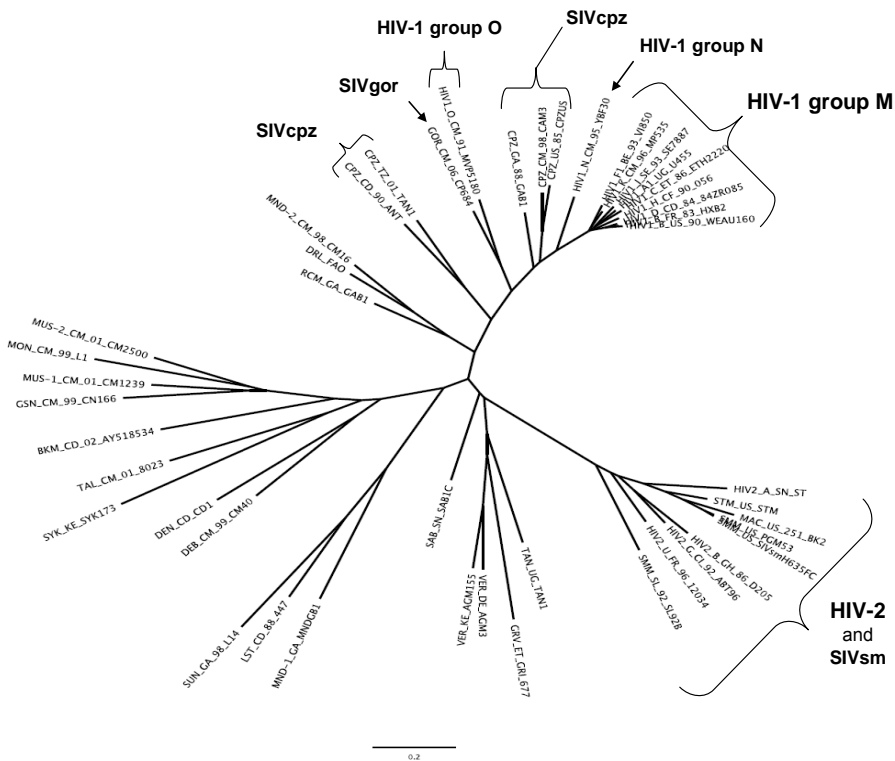 HIV-1 group O
SIVcpz
HIV-1 group N
SIVgor
HIV-1 group M
SIVcpz
HIV1_O_CM_91_MVP5180
GOR_CM_06_CP684
CPZ_GA_88_GAB1
CPZ_CM_98_CAM3
CPZ_US_85_CPZUS
HIV1_N_CM_95_YBF30
HIV1_F1_BE_93_VI850
HIV1_K_CM_96_MP535
HIV1_J_SE_93_SE7887
HIV1_A1_UG_U455
HIV1_C_ET_86_ETH2220
HIV1_H_CF_90_056
HIV1_D_CD_84_84ZR085
HIV1_B_FR_83_HXB2
HIV1_B_US_90_WEAU160
CPZ_TZ_01_TAN1
CPZ_CD_90_ANT
MND-2_CM_98_CM16
DRL_FAO
RCM_GA_GAB1
MUS-2_CM_01_CM2500
MON_CM_99_L1
MUS-1_CM_01_CM1239
GSN_CM_99_CN166
BKM_CD_02_AY518534
TAL_CM_01_8023
SYK_KE_SYK173
DEN_CD_CD1
DEB_CM_99_CM40
SUN_GA_98_L14
LST_CD_88_447
MND-1_GA_MNDGB1
SAB_SN_SAB1C
VER_KE_AGM155
VER_DE_AGM3
GRV_ET_GRI_677
TAN_UG_TAN1
HIV2_A_SN_ST
STM_US_STM
MAC_US_251_BK2
SMM_US_PGM53
SMM_US_SIVsmH635FC
HIV2_B_GH_86_D205
HIV2_G_CI_92_ABT96
HIV2_U_FR_96_12034
SMM_SL_92_SL92B
HIV-2
and
SIVsm
0.2